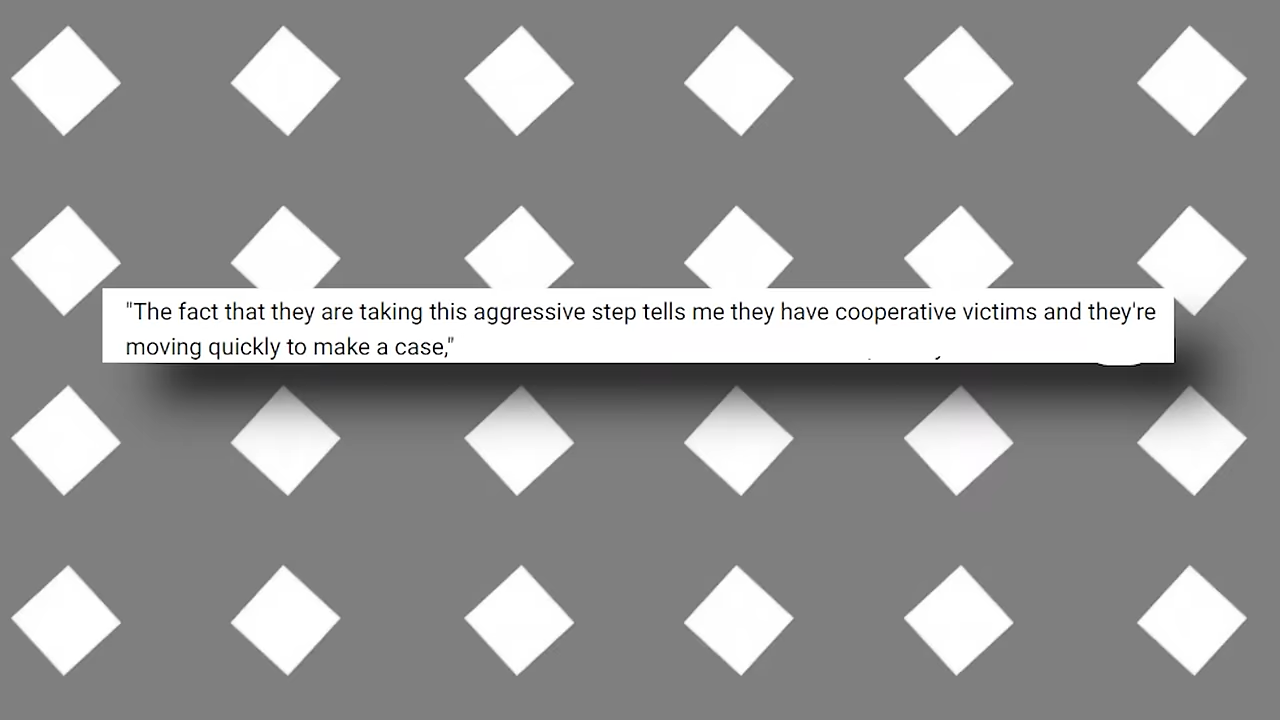 "The fact that they are taking this aggressive step tells me they have cooperative victims and they're
moving quickly to make a case,"